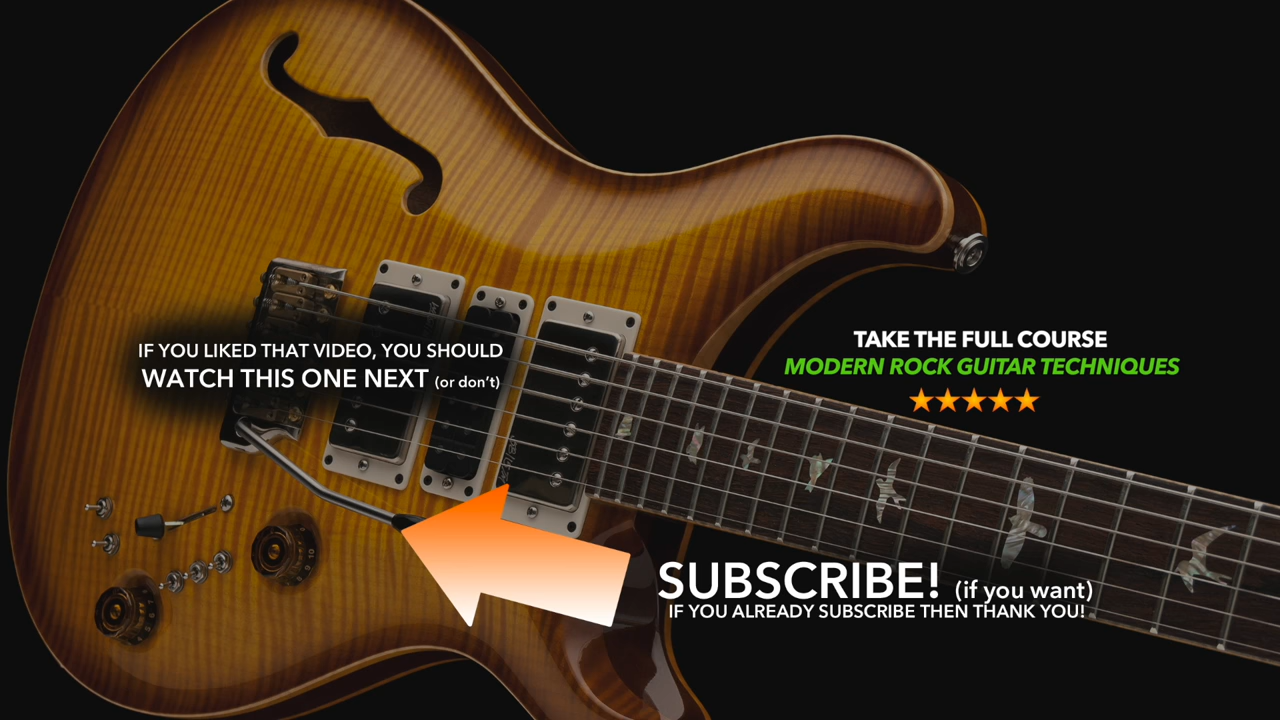 IF YOU LIKED THAT VIDEO, YOU SHOULD
WATCH THIS ONE NEXT (or don't)
TAKE THE FULL COURSE
MODERN ROCK GUITAR TECHNIQUES
SUBSCRIBE! (if you want)
IF YOU ALREADY SUBSCRIBE THEN THANK YOU!